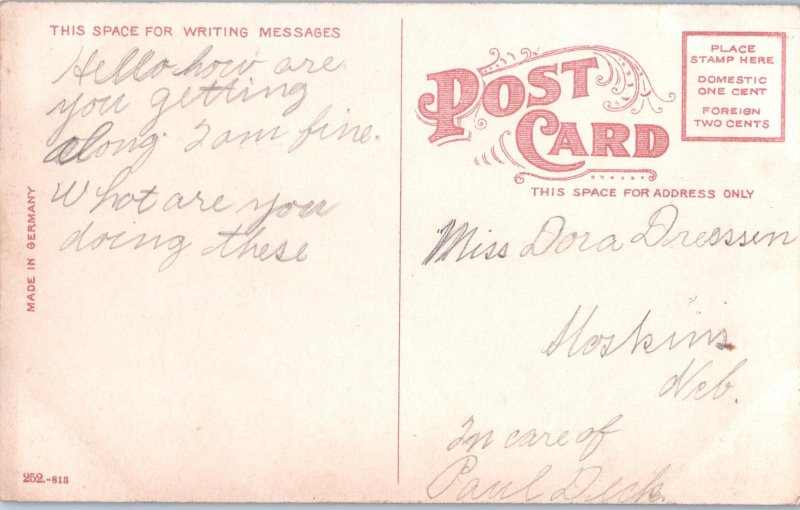 THIS SPACE FOR WRITING MESSAGES
Hello how are
you getting
along. I am fine.
What are you
doing these
MADE IN GERMANY
252.-813
POST
CARD
PLACE
STAMP HERE
DOMESTIC
ONE CENT
FOREIGN
TWO CENTS
THIS SPACE FOR ADDRESS ONLY
Miss Dora Dreessen
Hoskins
Neb.
In care of
Paul Deck.